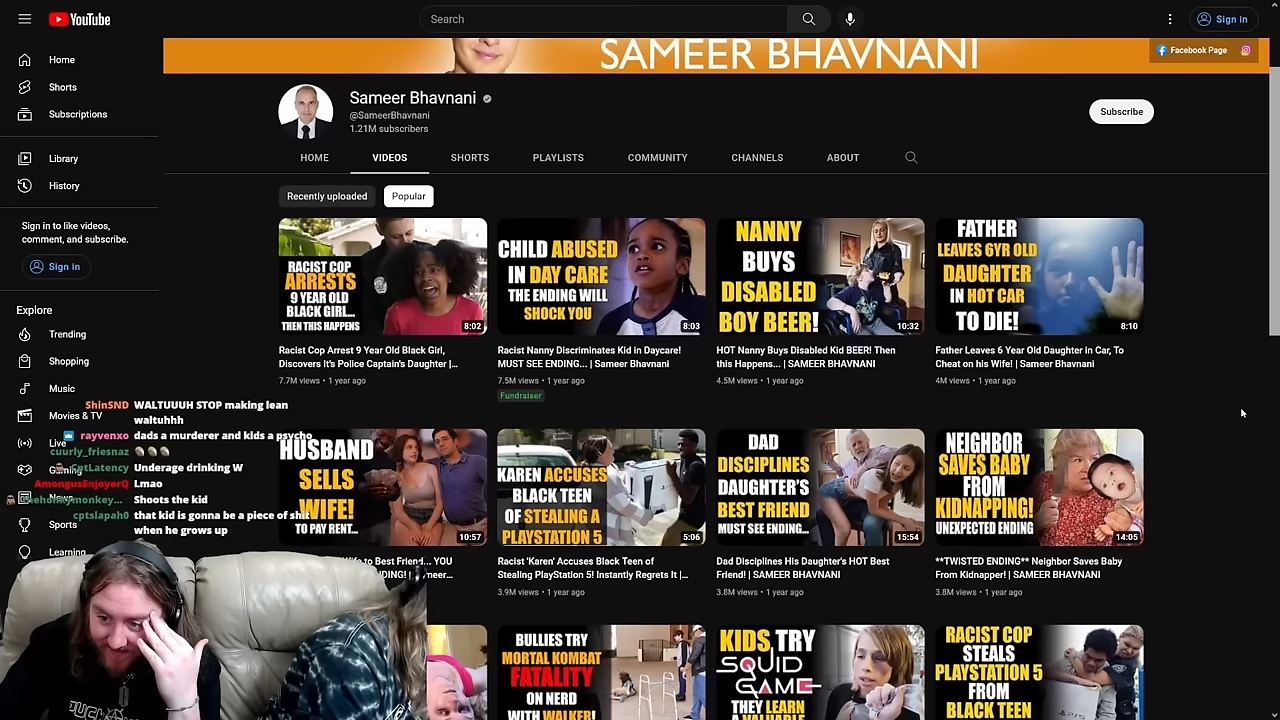 YouTube
Search
Sign in
Home
Shorts
Subscriptions
Library
History
Sign in to like videos,
comment, and subscribe.
Sign in
Explore
Trending
Shopping
Music
Movies & TV
Live
Sports
Learning
SAMEER BHAVNANI
Facebook Page
Sameer Bhavnani
@SameerBhavnani
1.21M subscribers
Subscribe
HOME VIDEOS SHORTS PLAYLISTS COMMUNITY CHANNELS ABOUT
Recently uploaded Popular
RACIST COP
ARRESTS
9 YEAR OLD
BLACK GIRL...
THEN THIS HAPPENS
8:02
Racist Cop Arrest 9 Year Old Black Girl,
Discovers It's Police Captain's Daughter |...
7.7M views • 1 year ago
CHILD ABUSED
IN DAY CARE
THE ENDING WILL
SHOCK YOU
8:03
Racist Nanny Discriminates Kid in Daycare!
MUST SEE ENDING... | Sameer Bhavnani
7.5M views • 1 year ago
Fundraiser
NANNY
BUYS
DISABLED
BOY BEER!
10:32
HOT Nanny Buys Disabled Kid BEER! Then
this Happens... | SAMEER BHAVNANI
4.5M views • 1 year ago
FATHER
LEAVES 6YR OLD
DAUGHTER
IN HOT CAR
TO DIE!
8:10
Father Leaves 6 Year Old Daughter in Car, To
Cheat on his Wife! | Sameer Bhavnani
4M views • 1 year ago
ShinSND WALTUUUH STOP making lean
waltuhhh
rayvenxo dads a murderer and kids a psycho
cuurly_friesnaz
CptLatency Underage drinking W
AmongusEnjoyerQ Lmao
Shoots the kid
cptslapah0 that kid is gonna be a piece of shit
when he grows up
HUSBAND
SELLS
WIFE!
TO PAY RENT...
10:57
to Best Friend... YOU
KAREN ACCUSES
BLACK TEEN
OF STEALING A
PLAYSTATION 5
5:06
Racist 'Karen' Accuses Black Teen of
Stealing PlayStation 5! Instantly Regrets It |...
3.9M views • 1 year ago
DAD
DISCIPLINES
DAUGHTER'S
BEST FRIEND
MUST SEE ENDING...
15:54
Dad Disciplines His Daughter's HOT Best
Friend! | SAMEER BHAVNANI
3.8M views • 1 year ago
NEIGHBOR
SAVES BABY
FROM
KIDNAPPING!
UNEXPECTED ENDING
14:05
**TWISTED ENDING** Neighbor Saves Baby
From Kidnapper! | SAMEER BHAVNANI
3.8M views • 1 year ago
BULLIES TRY
MORTAL KOMBAT
FATALITY
ON NERD
WITH WALKER!
KIDS TRY
SQUID
GAME
THEY LEARN
A VALUABLE
RACIST COP
STEALS
PLAYSTATION 5
FROM
BLACK TEEN